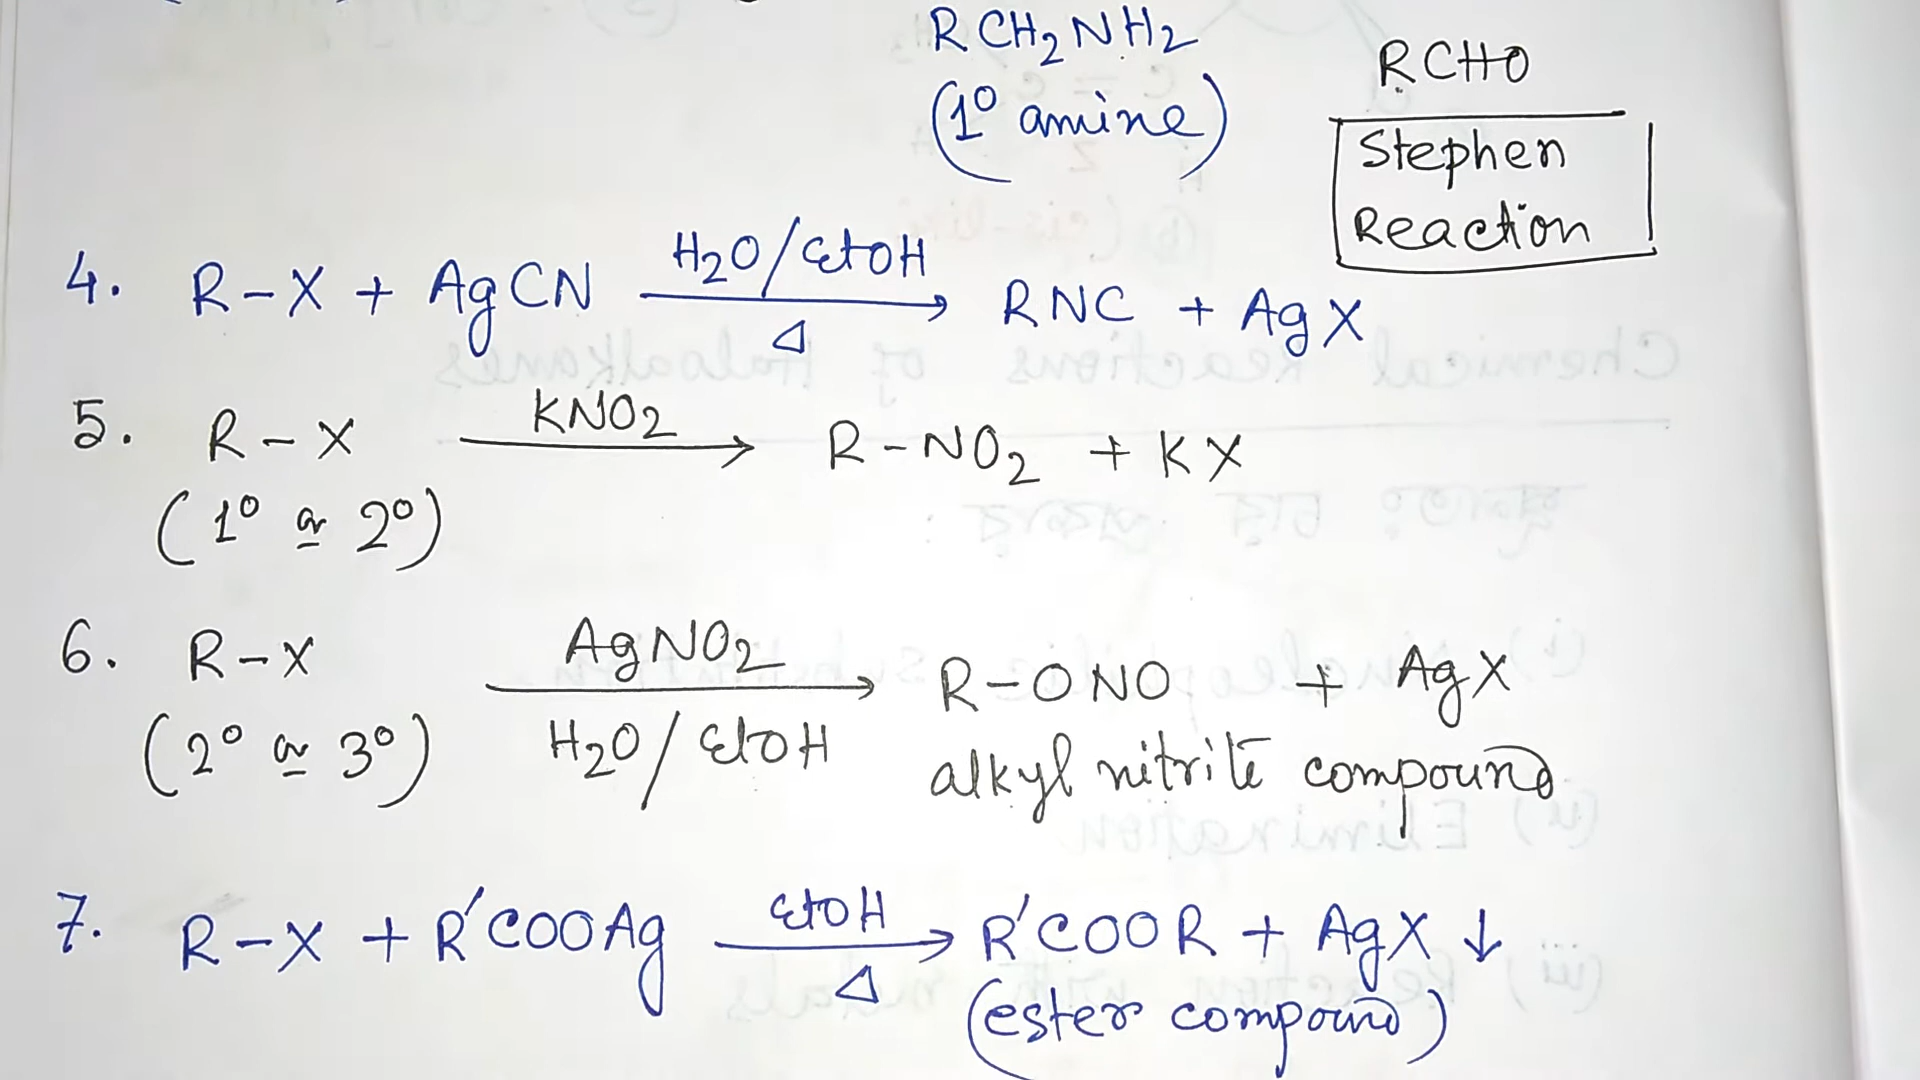 RCH₂NH₂
(1° amine)
RCHO
Stephen
Reaction
4. R-X + AgCN H₂O/EtOH Δ → RNC + AgX
5. R-X KNO₂ → R-NO₂ + KX
(1° or 2°)
6. R-X AgNO₂ → R-ONO + AgX
(2° or 3°) H₂O/EtOH alkyl nitrite compound
7. R-X + R'COOAg EtOH Δ → R'COOR + AgX ↓
(ester compound)